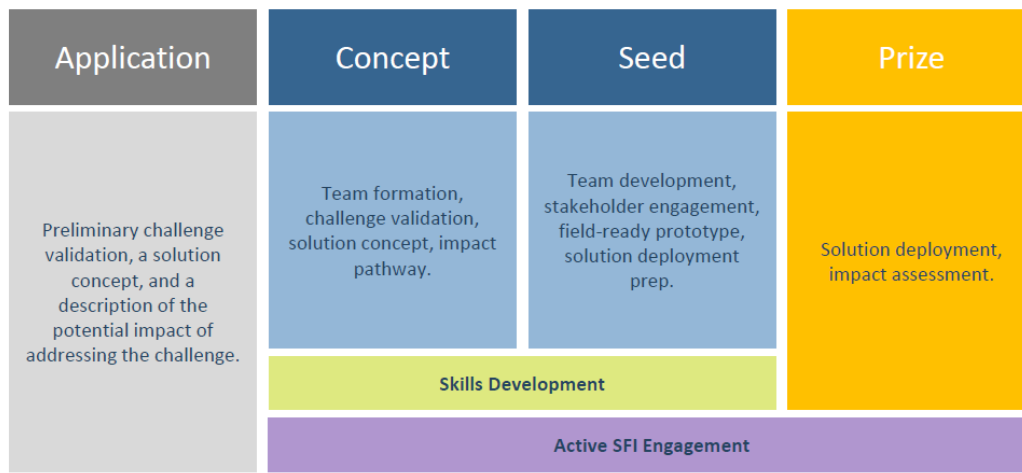 Application
Concept
Seed
Prize
Preliminary challenge
validation, a solution
concept, and a
description of the
potential impact of
addressing the challenge.
Team formation,
challenge validation,
solution concept, impact
pathway.
Team development,
stakeholder engagement,
field-ready prototype,
solution deployment
prep.
Solution deployment,
impact assessment.
Skills Development
Active SFI Engagement